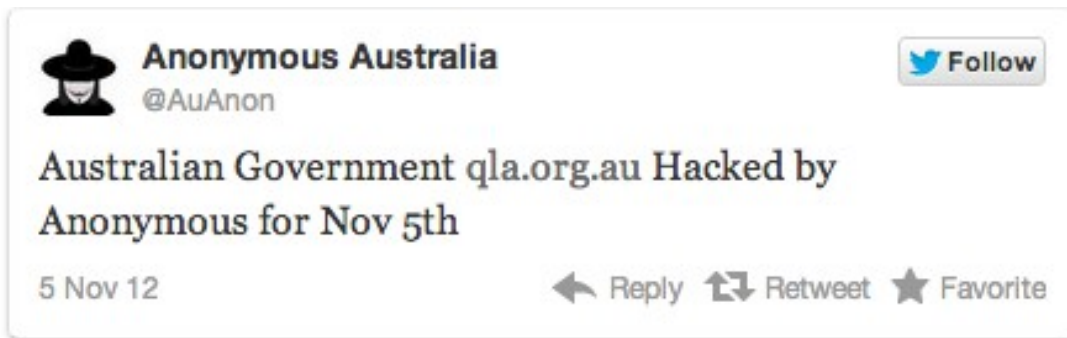 Anonymous Australia
Follow
@AuAnon
Australian Government qla.org.au Hacked by
Anonymous for Nov 5th
5 Nov 12
Reply Retweet Favorite